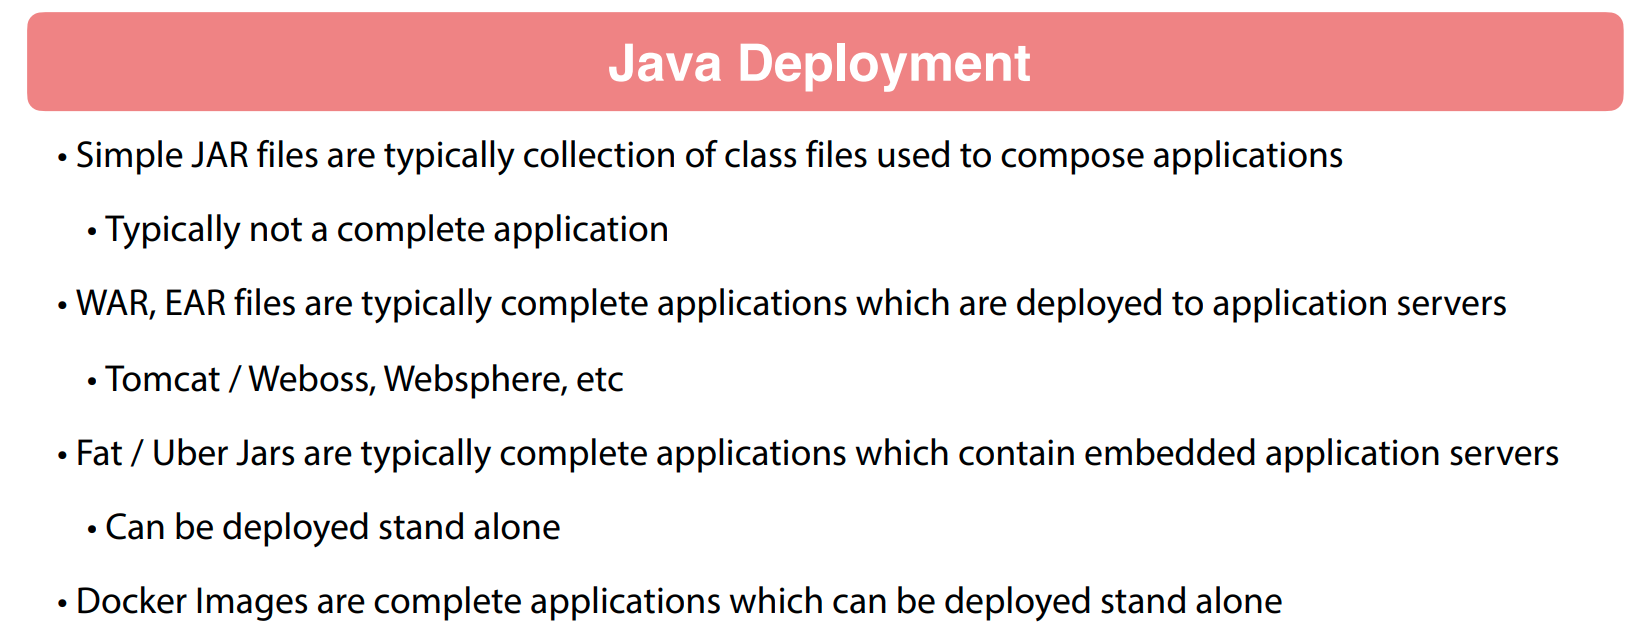 Java Deployment
• Simple JAR files are typically collection of class files used to compose applications
• Typically not a complete application
• WAR, EAR files are typically complete applications which are deployed to application servers
• Tomcat / Weboss, Websphere, etc
• Fat / Uber Jars are typically complete applications which contain embedded application servers
• Can be deployed stand alone
• Docker Images are complete applications which can be deployed stand alone